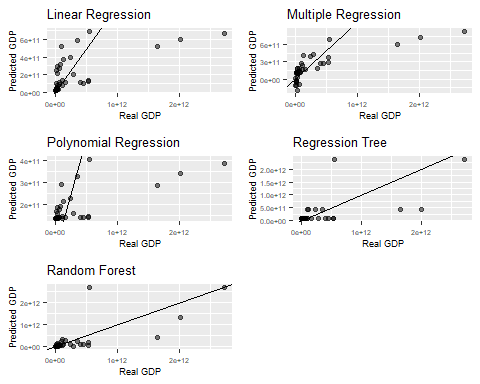 Linear Regression
Predicted GDP
6e+11
4e+11
2e+11
0e+00
0e+00 1e+12 2e+12
Real GDP
Multiple Regression
Predicted GDP
6e+11
3e+11
0e+00
0e+00 1e+12 2e+12
Real GDP
Polynomial Regression
Predicted GDP
4e+11
3e+11
2e+11
0e+00 1e+12 2e+12
Real GDP
Regression Tree
Predicted GDP
2.0e+12
1.5e+12
1.0e+12
5.0e+11
0.0e+00
0e+00 1e+12 2e+12
Real GDP
Random Forest
Predicted GDP
2e+12
1e+12
0e+00
0e+00 1e+12 2e+12
Real GDP